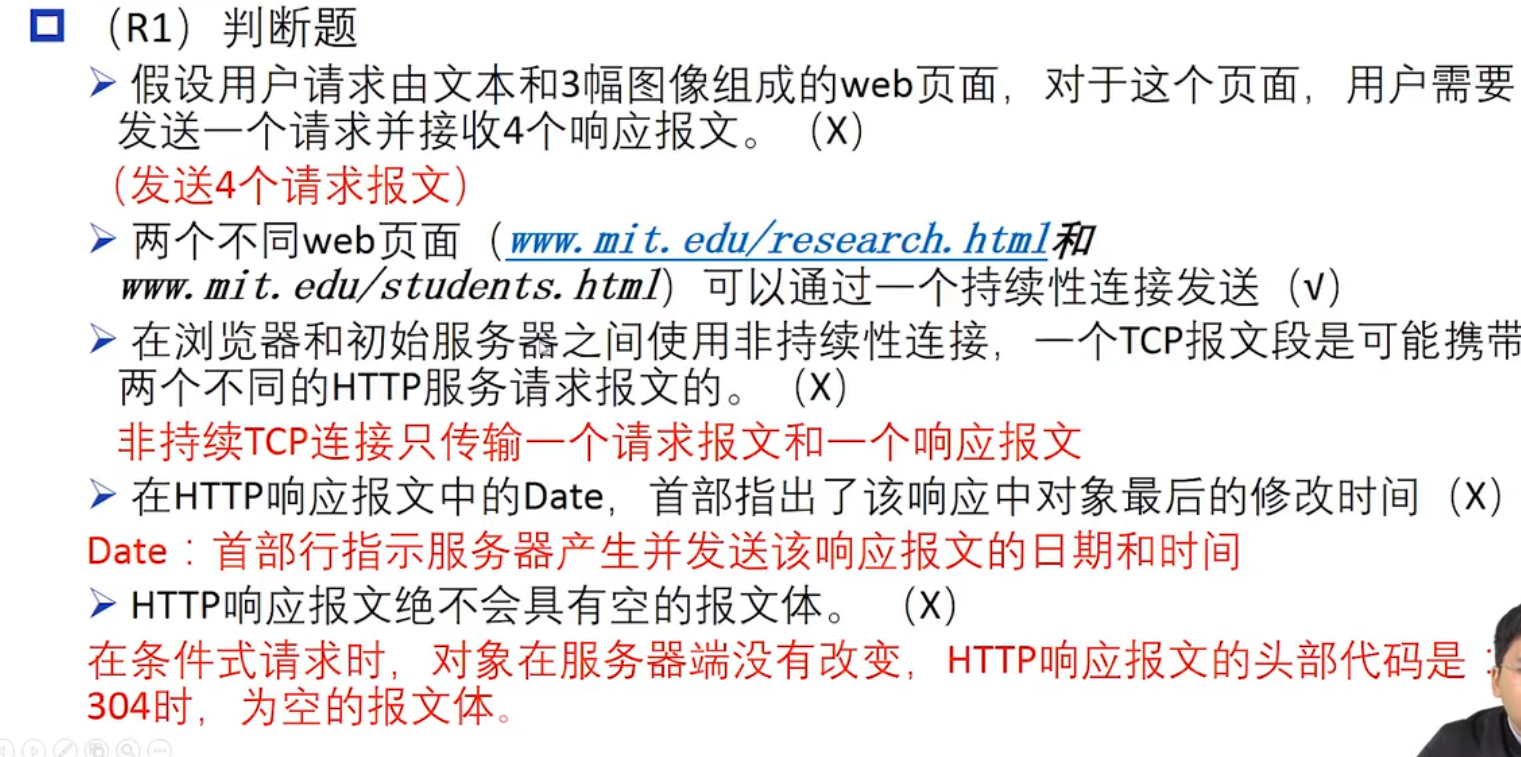 （R1）判断题
假设用户请求由文本和3幅图像组成的web页面，对于这个页面，用户需要
发送一个请求并接收4个响应报文。（X）
（发送4个请求报文）
两个不同web页面（www.mit.edu/research.html和
www.mit.edu/students.html）可以通过一个持续性连接发送（√）
在浏览器和初始服务器之间使用非持续性连接，一个TCP报文段是可能携带
两个不同的HTTP服务请求报文的。（X）
非持续TCP连接只传输一个请求报文和一个响应报文
在HTTP响应报文中的Date，首部指出了该响应中对象最后的修改时间（X）
Date：首部行指示服务器产生并发送该响应报文的日期和时间
HTTP响应报文绝不会具有空的报文体。（X）
在条件式请求时，对象在服务器端没有改变，HTTP响应报文的头部代码是：
304时，为空的报文体。